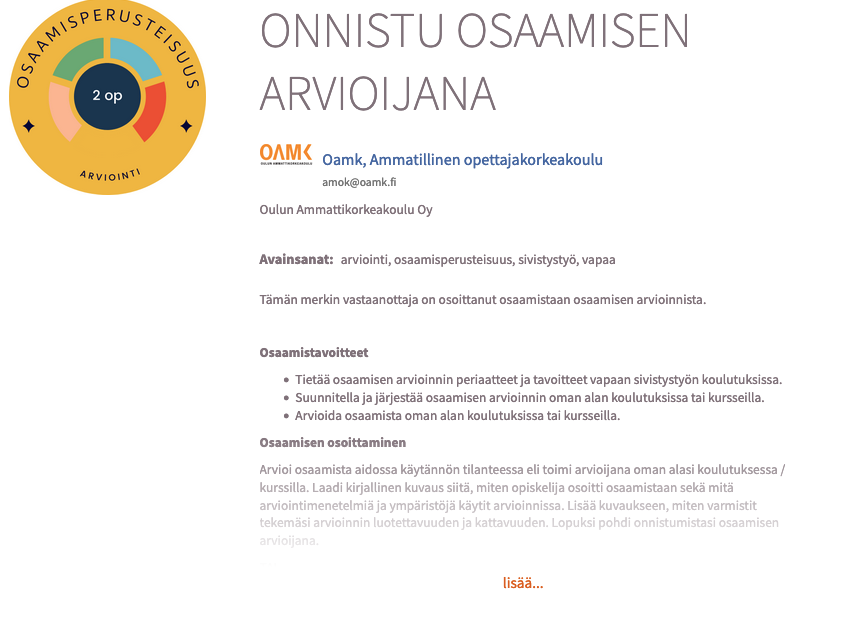 OSAAMISPERUSTEISUUS
2 op
ARVIOINTI
ONNISTU OSAAMISEN
ARVIOIJANA
OAMK
OULUN AMMATTIKORKEAKOULU
Oamk, Ammatillinen opettajakorkeakoulu
amok@oamk.fi
Oulun Ammattikorkeakoulu Oy
Avainsanat: arviointi, osaamisperusteisuus, sivistystyö, vapaa
Tämän merkin vastaanottaja on osoittanut osaamistaan osaamisen arvioinnista.
Osaamistavoitteet
• Tietää osaamisen arvioinnin periaatteet ja tavoitteet vapaan sivistystyön koulutuksissa.
• Suunnitella ja järjestää osaamisen arvioinnin oman alan koulutuksissa tai kursseilla.
• Arvioida osaamista oman alan koulutuksissa tai kursseilla.
Osaamisen osoittaminen
Arvioi osaamista aidossa käytännön tilanteessa eli toimi arvioijana oman alasi koulutuksessa /
kurssilla. Laadi kirjallinen kuvaus siitä, miten opiskelija osoitti osaamistaan sekä mitä
arviointimenetelmiä ja ympäristöjä käytit arvioinnissa. Lisää kuvaukseen, miten varmistit
tekemäsi arvioinnin luotettavuuden ja kattavuuden. Lopuksi pohdi onnistumistasi osaamisen
arvioijana.
lisää...